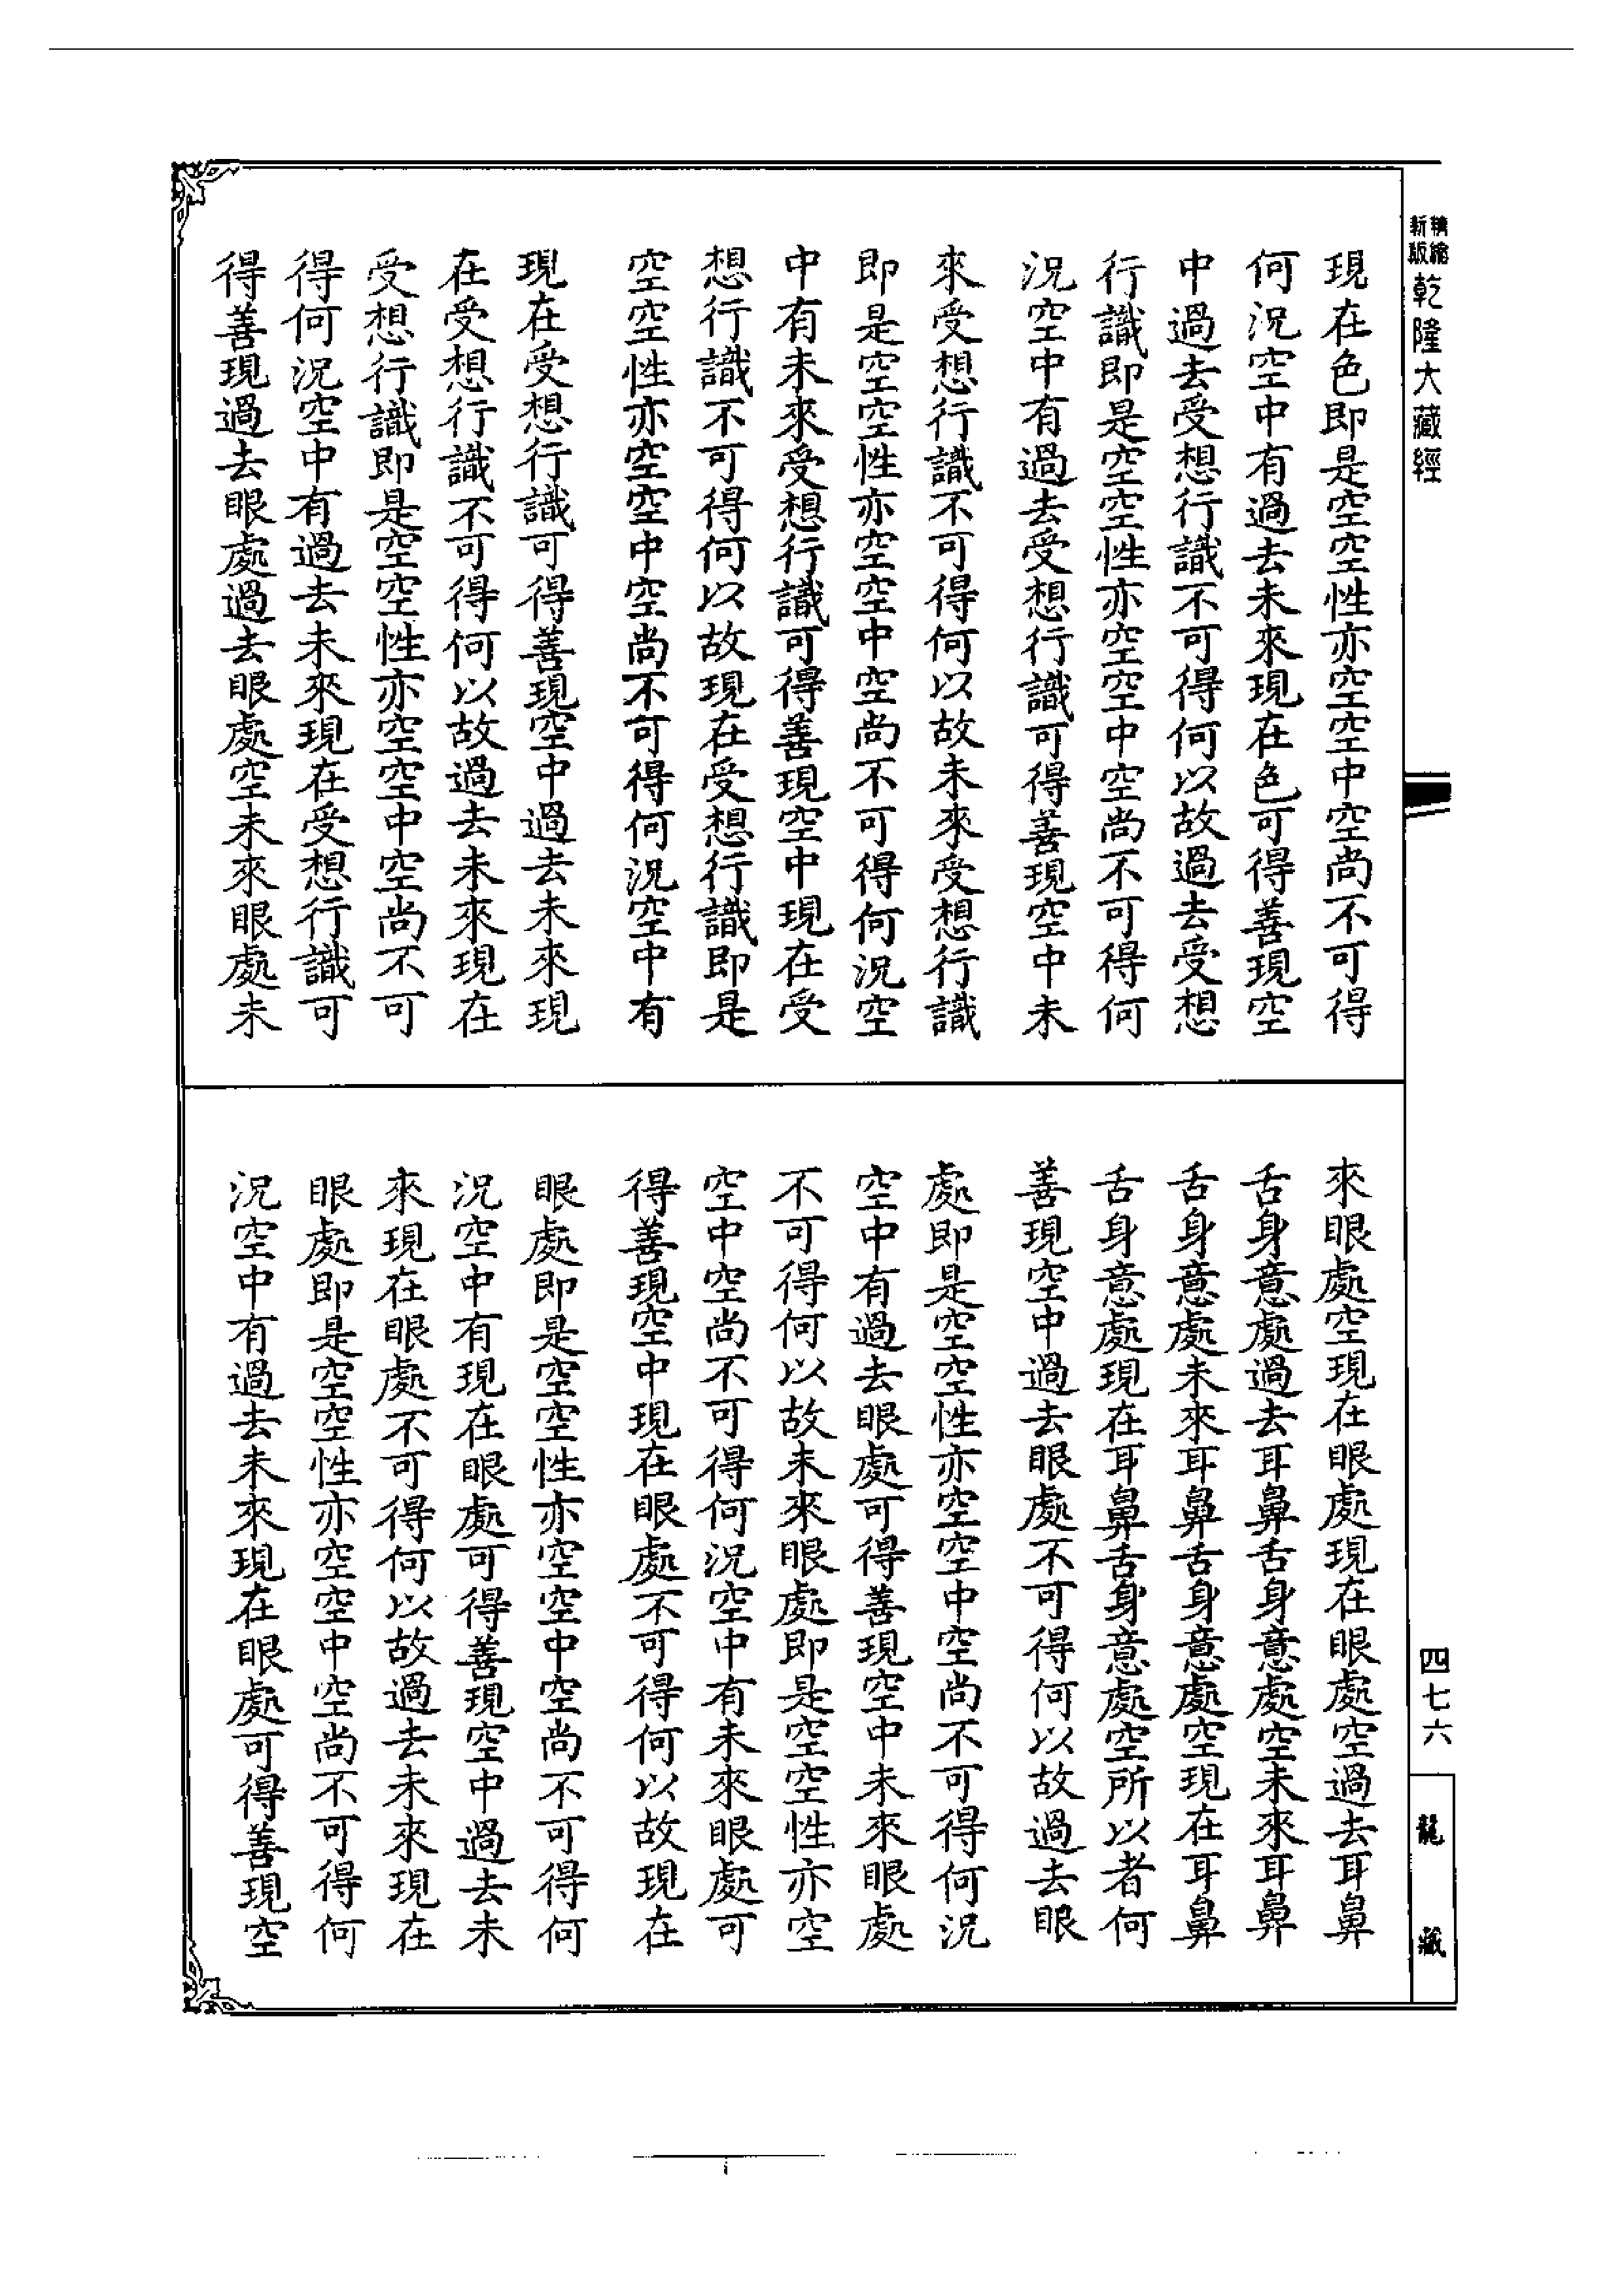 精縮新版乾隆大藏經
現在色即是空空性亦空空中空尚不可得
何況空中有過去未來現在色可得善現空
中過去受想行識不可得何以故過去受想
行識即是空空性亦空空中空尚不可得何
況空中有過去受想行識可得善現空中未
來受想行識不可得何以故未來受想行識
即是空空性亦空空中空尚不可得何況空
中有未來受想行識可得善現空中現在受
想行識不可得何以故現在受想行識即是
空空性亦空空中空尚不可得何況空中有
現在受想行識可得善現空中過去未來現
在受想行識不可得何以故過去未來現在
受想行識即是空空性亦空空中空尚不可
得何況空中有過去未來現在受想行識可
得善現過去眼處過去眼處空未來眼處未
來眼處空現在眼處現在眼處空過去耳鼻
舌身意處過去耳鼻舌身意處空未來耳鼻
舌身意處未來耳鼻舌身意處空現在耳鼻
舌身意處現在耳鼻舌身意處空所以者何
善現空中過去眼處不可得何以故過去眼
處即是空空性亦空空中空尚不可得何況
空中有過去眼處可得善現空中未來眼處
不可得何以故未來眼處即是空空性亦空
空中空尚不可得何況空中有未來眼處可
得善現空中現在眼處不可得何以故現在
眼處即是空空性亦空空中空尚不可得何
況空中有現在眼處可得善現空中過去未
來現在眼處不可得何以故過去未來現在
眼處即是空空性亦空空中空尚不可得何
況空中有過去未來現在眼處可得善現空
四七六
龍藏